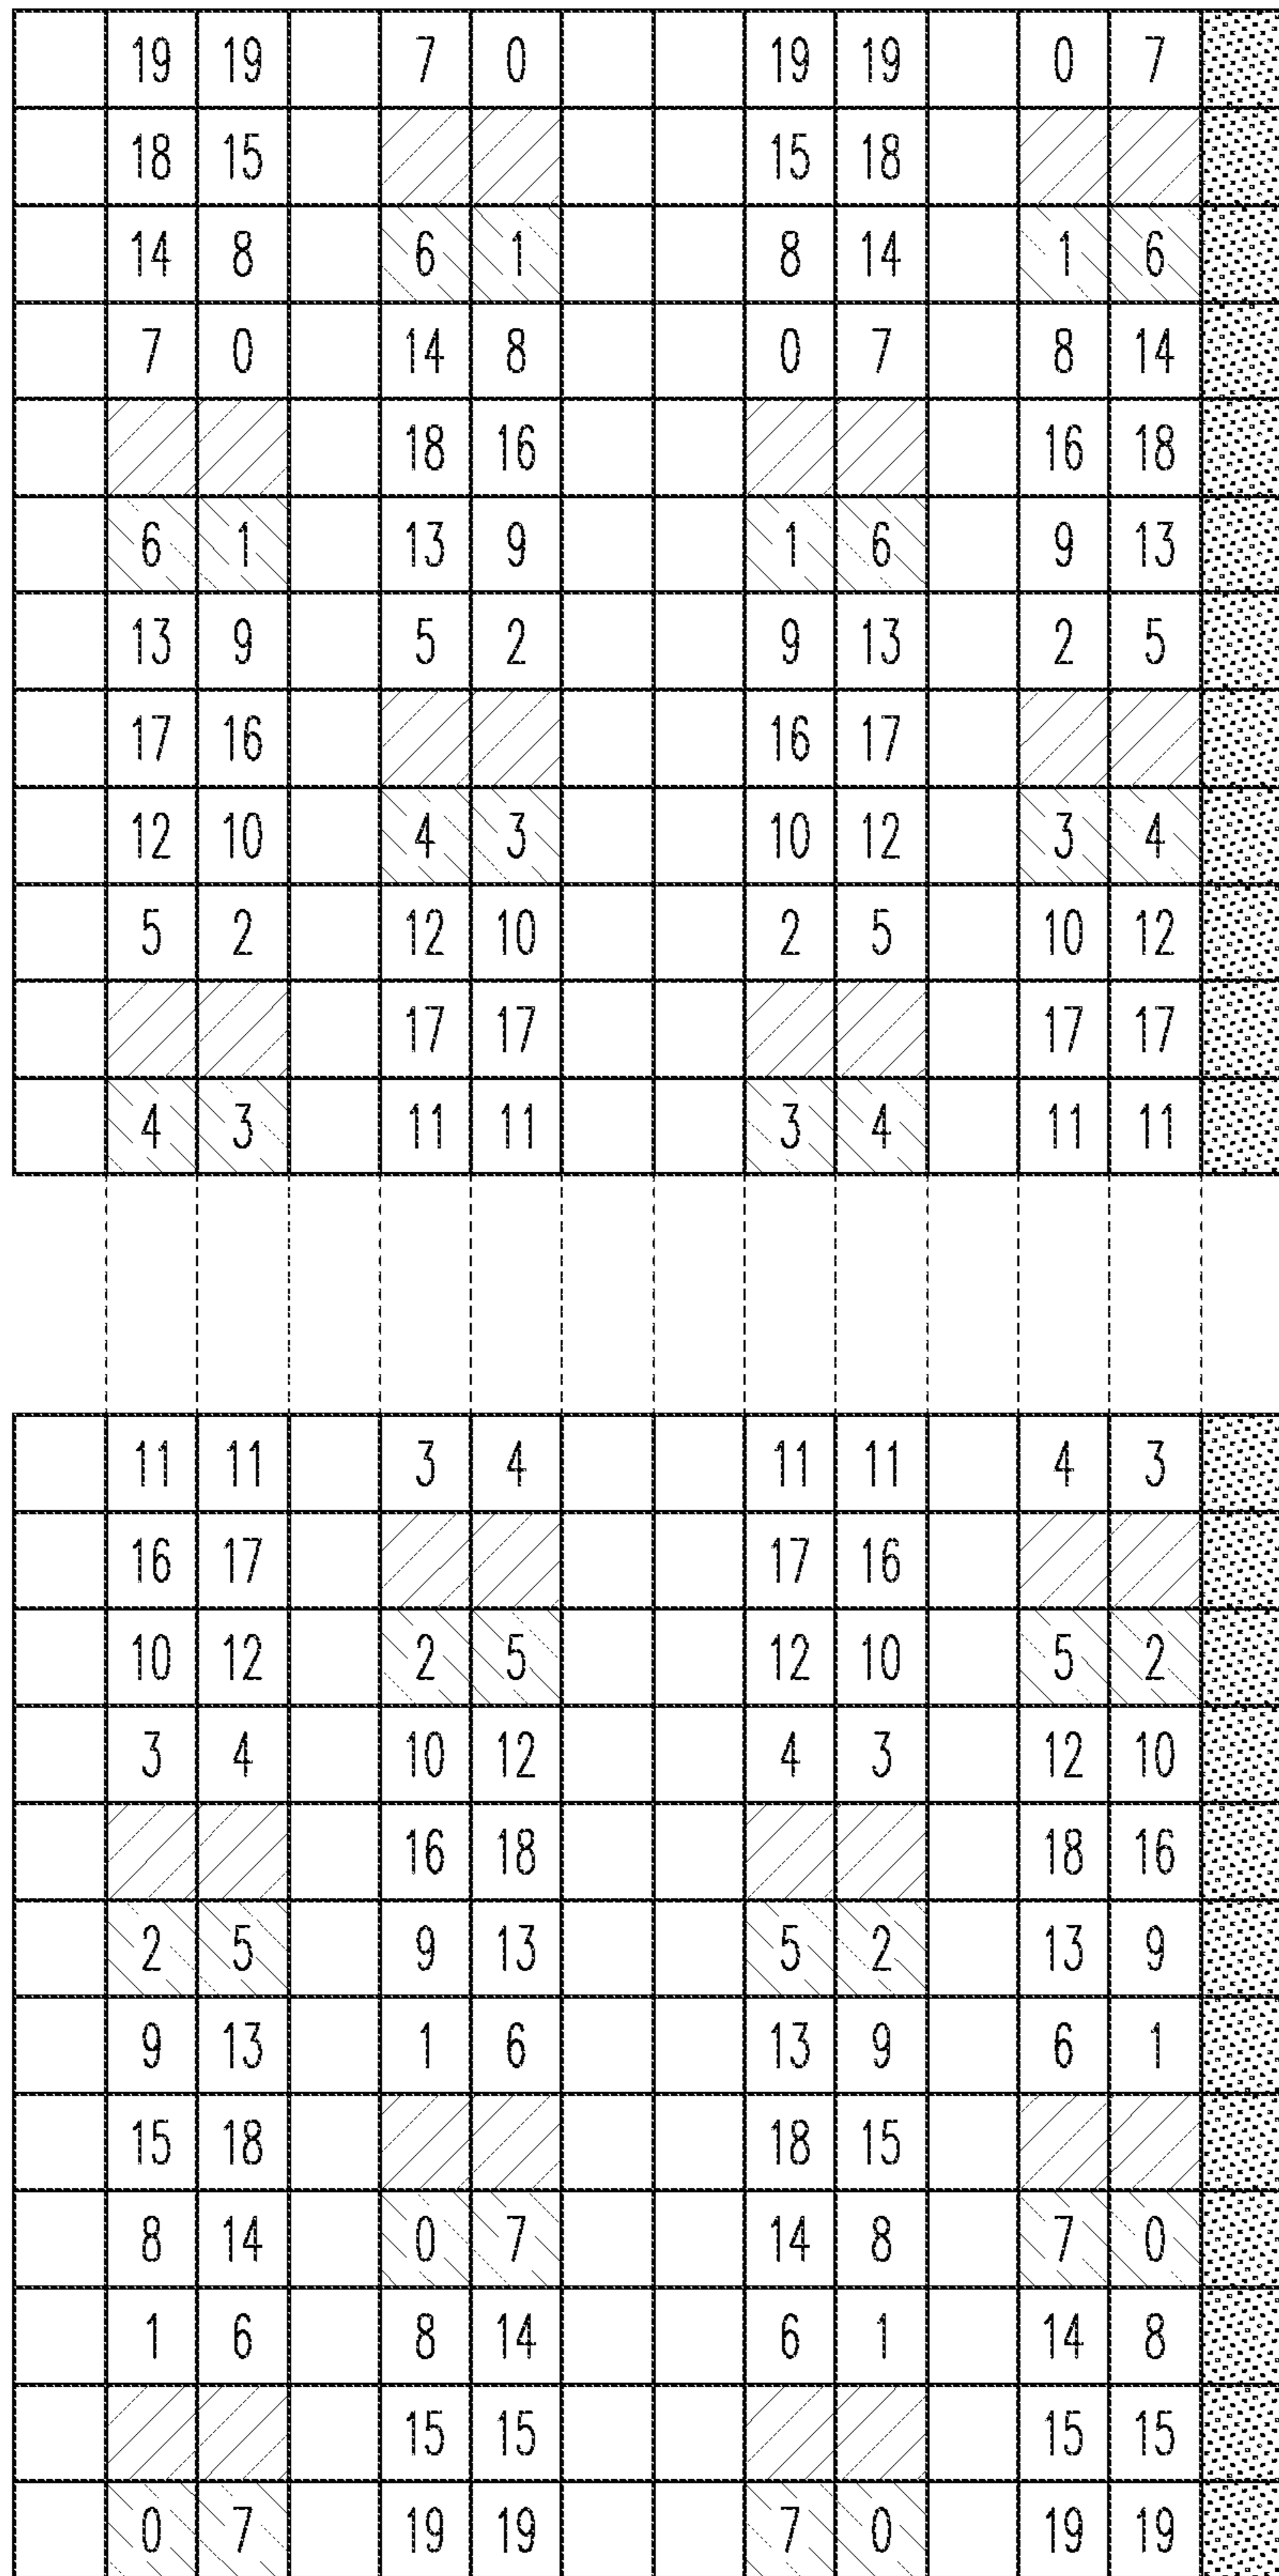 19 19 7 0 19 19 0 7
18 15 15 18
14 8 6 1 8 14 1 6
7 0 14 8 0 7 8 14
18 16 16 18
6 1 13 9 1 6 9 13
13 9 5 2 9 13 2 5
17 16 16 17
12 10 4 3 10 12 3 4
5 2 12 10 2 5 10 12
17 17 17 17
4 3 11 11 3 4 11 11
11 11 3 4 11 11 4 3
16 17 17 16
10 12 2 5 12 10 5 2
3 4 10 12 4 3 12 10
16 18 18 16
2 5 9 13 5 2 13 9
9 13 1 6 13 9 6 1
15 18 18 15
8 14 0 7 14 8 7 0
1 6 8 14 6 1 14 8
15 15 15 15
0 7 19 19 7 0 19 19